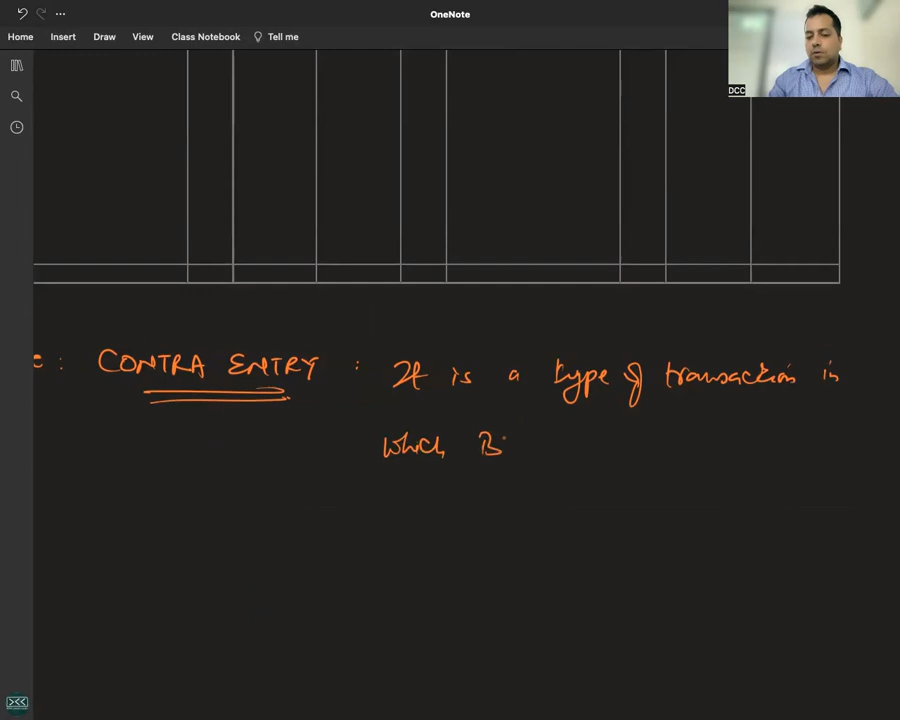 OneNote
Home Insert Draw View Class Notebook Tell me
DCC
: CONTRA ENTRY : It is a type of transaction in
which B